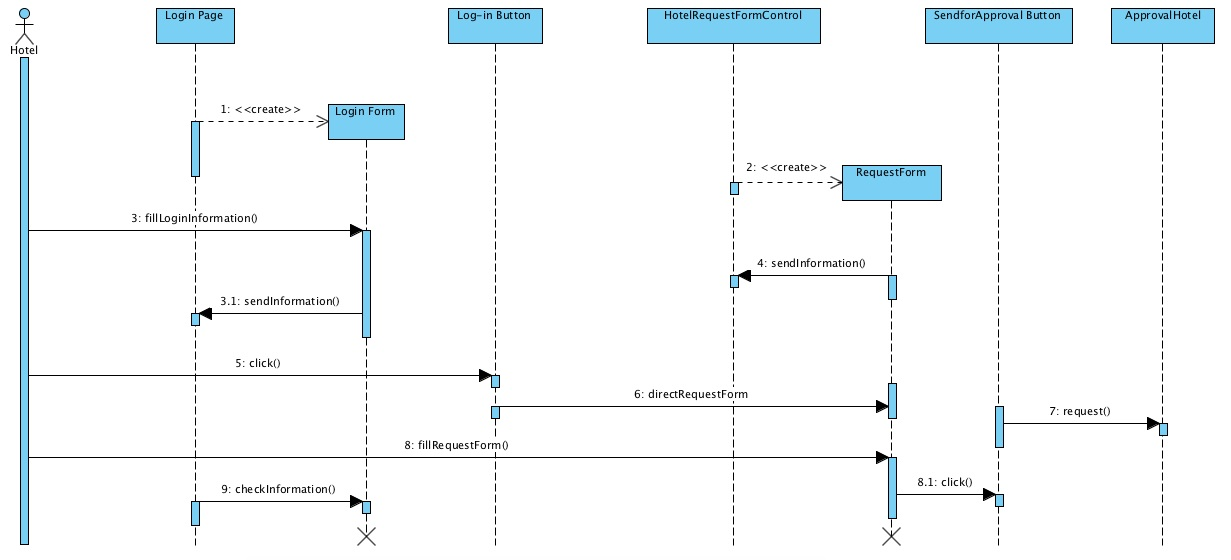 Login Page
Log-in Button
HotelRequestFormControl
SendforApproval Button
ApprovalHotel
Hotel
1: <<create>>
Login Form
2: <<create>>
RequestForm
3: fillLoginInformation()
4: sendInformation()
3.1: sendInformation()
5: click()
6: directRequestForm
7: request()
8: fillRequestForm()
8.1: click()
9: checkInformation()